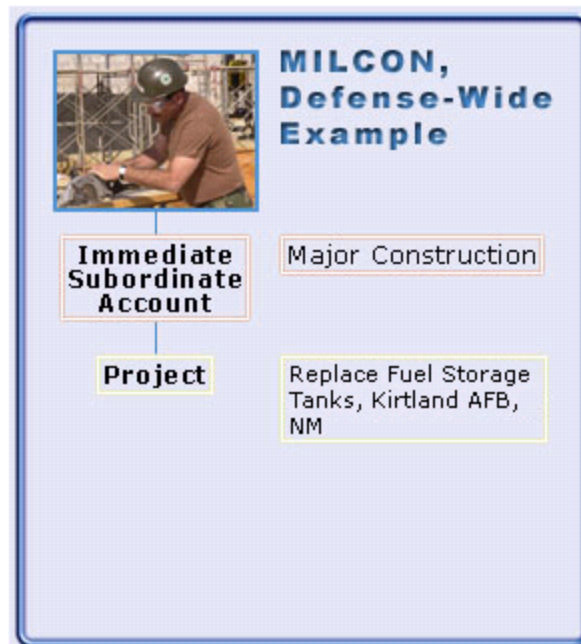 MILCON,
Defense-Wide
Example
Immediate
Subordinate
Account
Major Construction
Project
Replace Fuel Storage
Tanks, Kirtland AFB,
NM